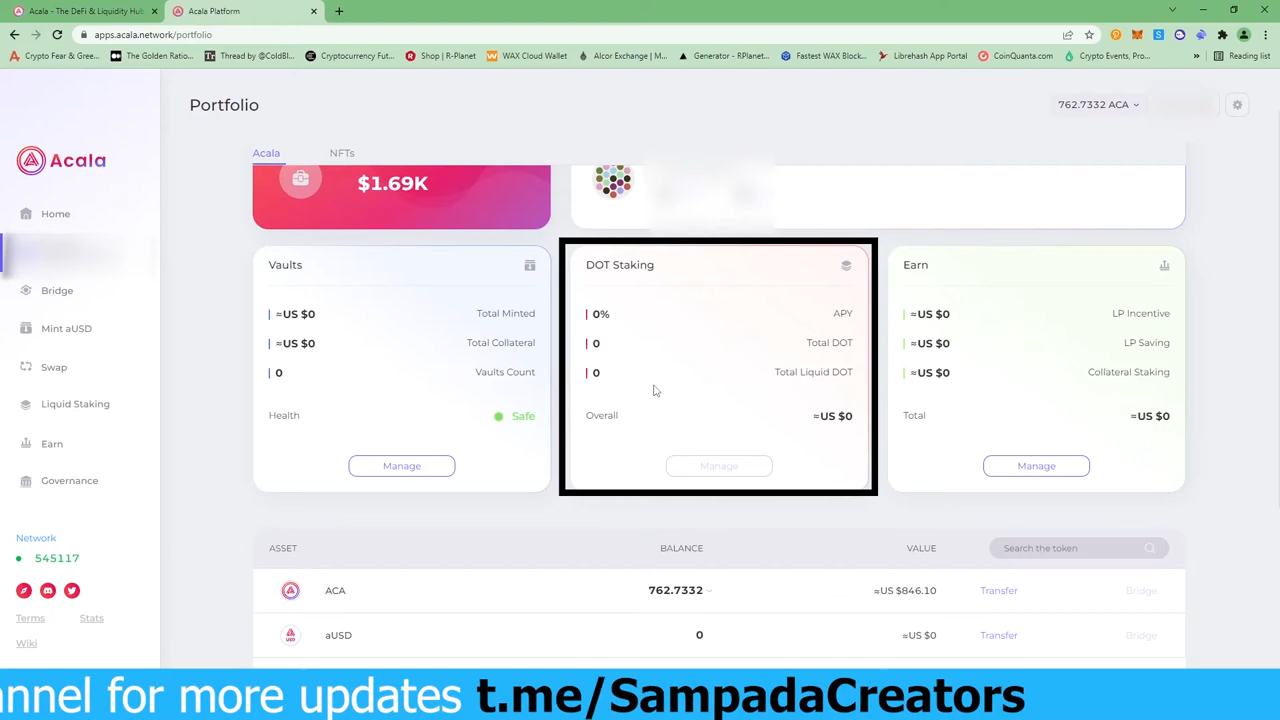 Acala - The DeFi & Liquidity Hu
Acala Platform
apps.acala.network/portfolio
Crypto Fear & Gree...
The Golden Ratio...
Thread by @ColdBl...
Cryptocurrency Fut...
Shop | R-Planet
WAX Cloud Wallet
Alcor Exchange | M...
Generator - RPlanet...
Fastest WAX Block...
Librehash App Portal
CoinQuanta.com
Crypto Events, Pro...
Reading list
Portfolio
762.7332 ACA
Acala
Acala
NFTs
$1.69K
Home
Bridge
Mint aUSD
Swap
Liquid Staking
Earn
Governance
Network
545117
Terms
Stats
Wiki
Vaults
≈US $0 Total Minted
≈US $0 Total Collateral
0 Vaults Count
Health Safe
Manage
DOT Staking
0% APY
0 Total DOT
0 Total Liquid DOT
Overall ≈US $0
Manage
Earn
≈US $0 LP Incentive
≈US $0 LP Saving
≈US $0 Collateral Staking
Total ≈US $0
Manage
ASSET BALANCE VALUE Search the token
ACA 762.7332 ≈US $846.10 Transfer Bridge
aUSD 0 ≈US $0 Transfer Bridge
annel for more updates t.me/SampadaCreators